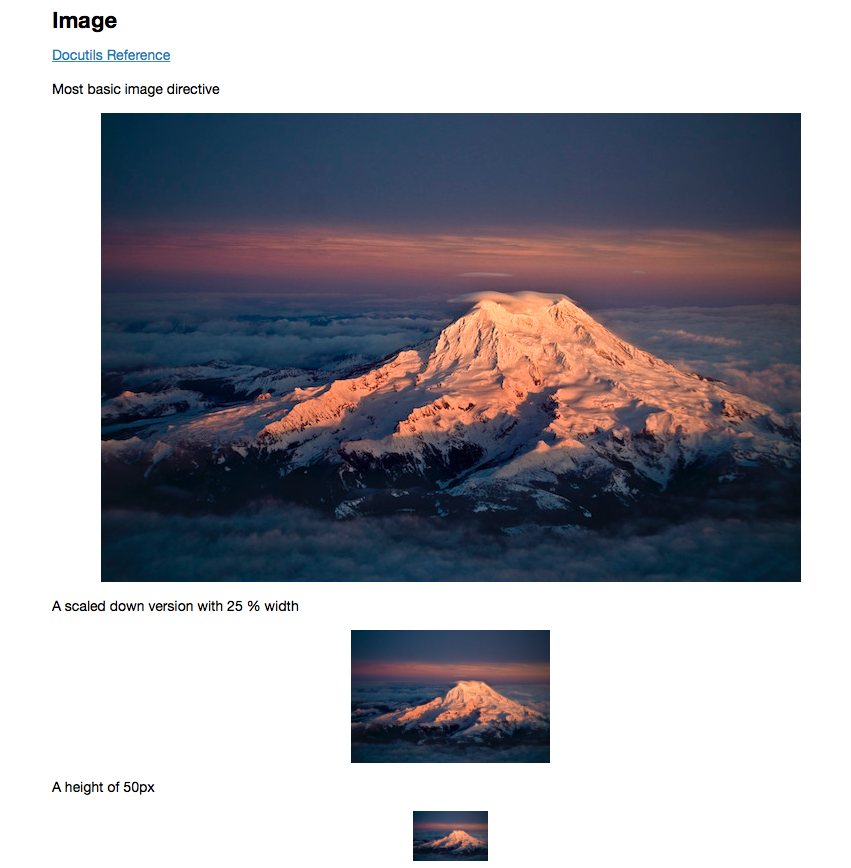 Image
Docutils Reference
Most basic image directive
A scaled down version with 25 % width
A height of 50px